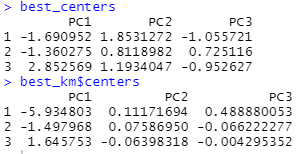 > best_centers
PC1 PC2 PC3
1 -1.690952 1.8531272 -1.055721
2 -1.360275 0.8118982 0.725116
3 2.852569 1.1934047 -0.952627
> best_km$centers
PC1 PC2 PC3
1 -5.934803 0.11171694 0.488880053
2 -1.497968 0.07586950 -0.066222277
3 1.645753 -0.06398318 -0.004295352